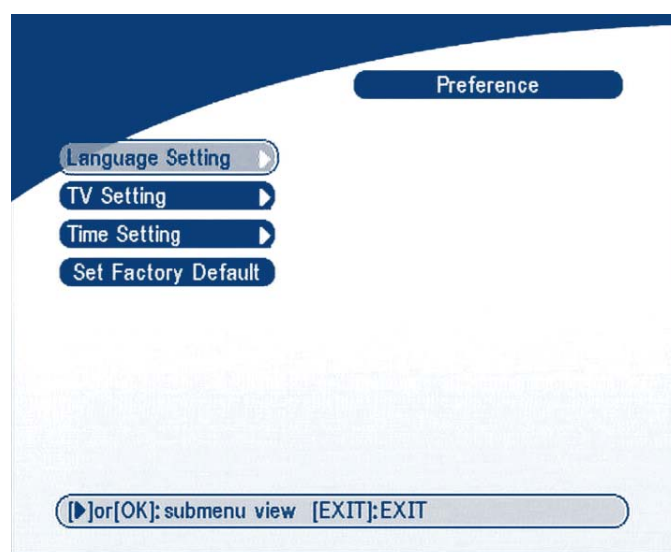 Preference
Language Setting
TV Setting
Time Setting
Set Factory Default
[▶]or[OK]: submenu view [EXIT]:EXIT